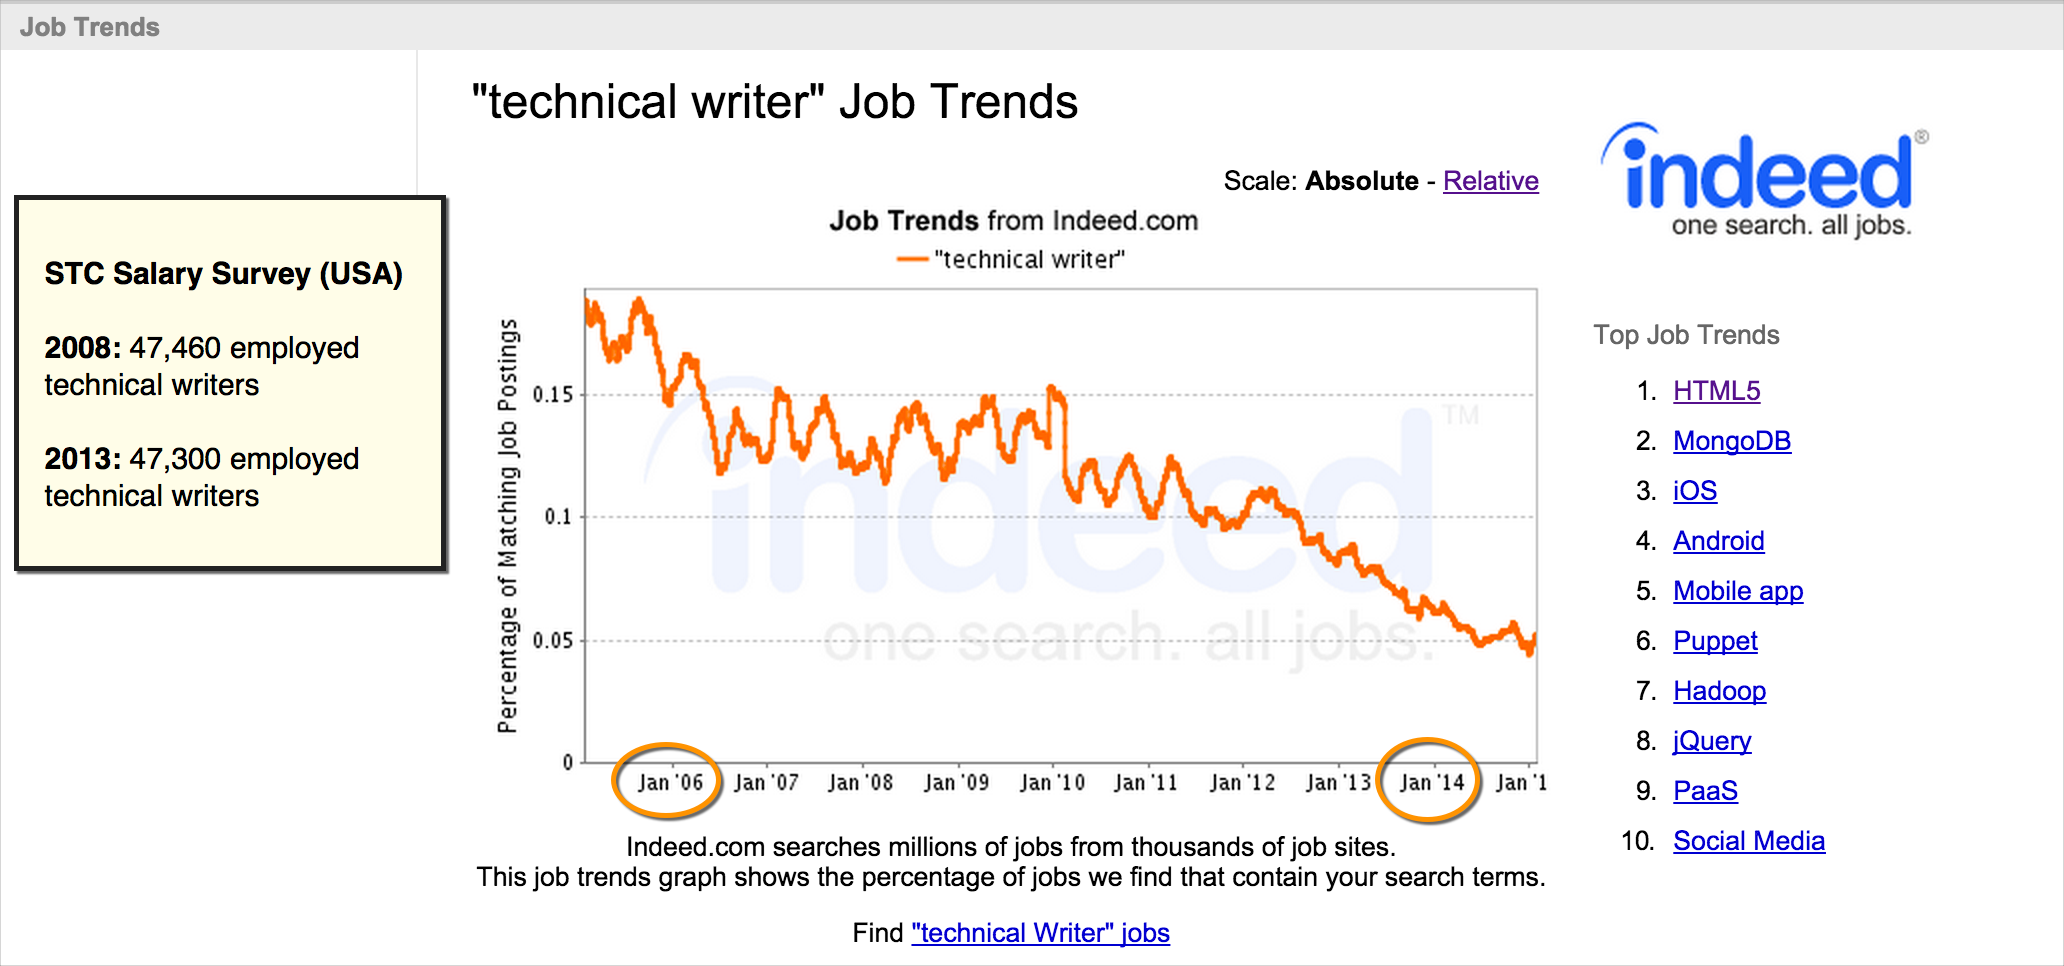 Job Trends
"technical writer" Job Trends
Scale: Absolute - Relative
Job Trends from Indeed.com
"technical writer"
STC Salary Survey (USA)
2008: 47,460 employed
technical writers
2013: 47,300 employed
technical writers
Percentage of Matching Job Postings
0.15
0.1
0.05
0
Jan '06 Jan '07 Jan '08 Jan '09 Jan '10 Jan '11 Jan '12 Jan '13 Jan '14 Jan '1
indeed TM
one search. all jobs.
Indeed.com searches millions of jobs from thousands of job sites.
This job trends graph shows the percentage of jobs we find that contain your search terms.
Find "technical Writer" jobs
indeed®
one search. all jobs.
Top Job Trends
1. HTML5
2. MongoDB
3. iOS
4. Android
5. Mobile app
6. Puppet
7. Hadoop
8. jQuery
9. PaaS
10. Social Media